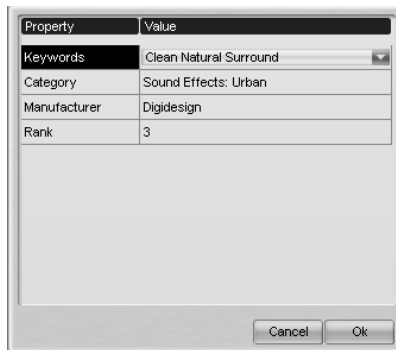 Property Value
Keywords Clean Natural Surround
Category Sound Effects: Urban
Manufacturer Digidesign
Rank 3
Cancel Ok